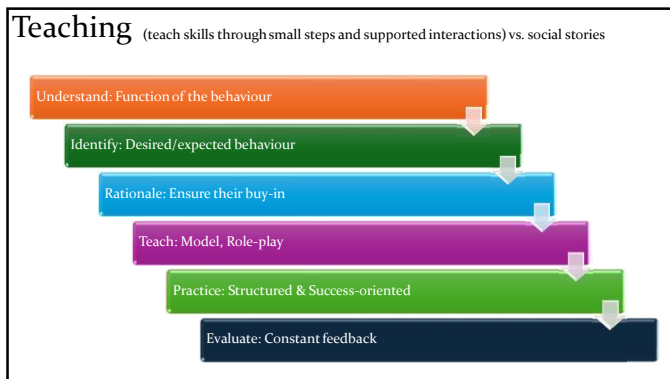 Teaching (teach skills through small steps and supported interactions) vs. social stories
Understand: Function of the behaviour
Identify: Desired/expected behaviour
Rationale: Ensure their buy-in
Teach: Model, Role-play
Practice: Structured & Success-oriented
Evaluate: Constant feedback